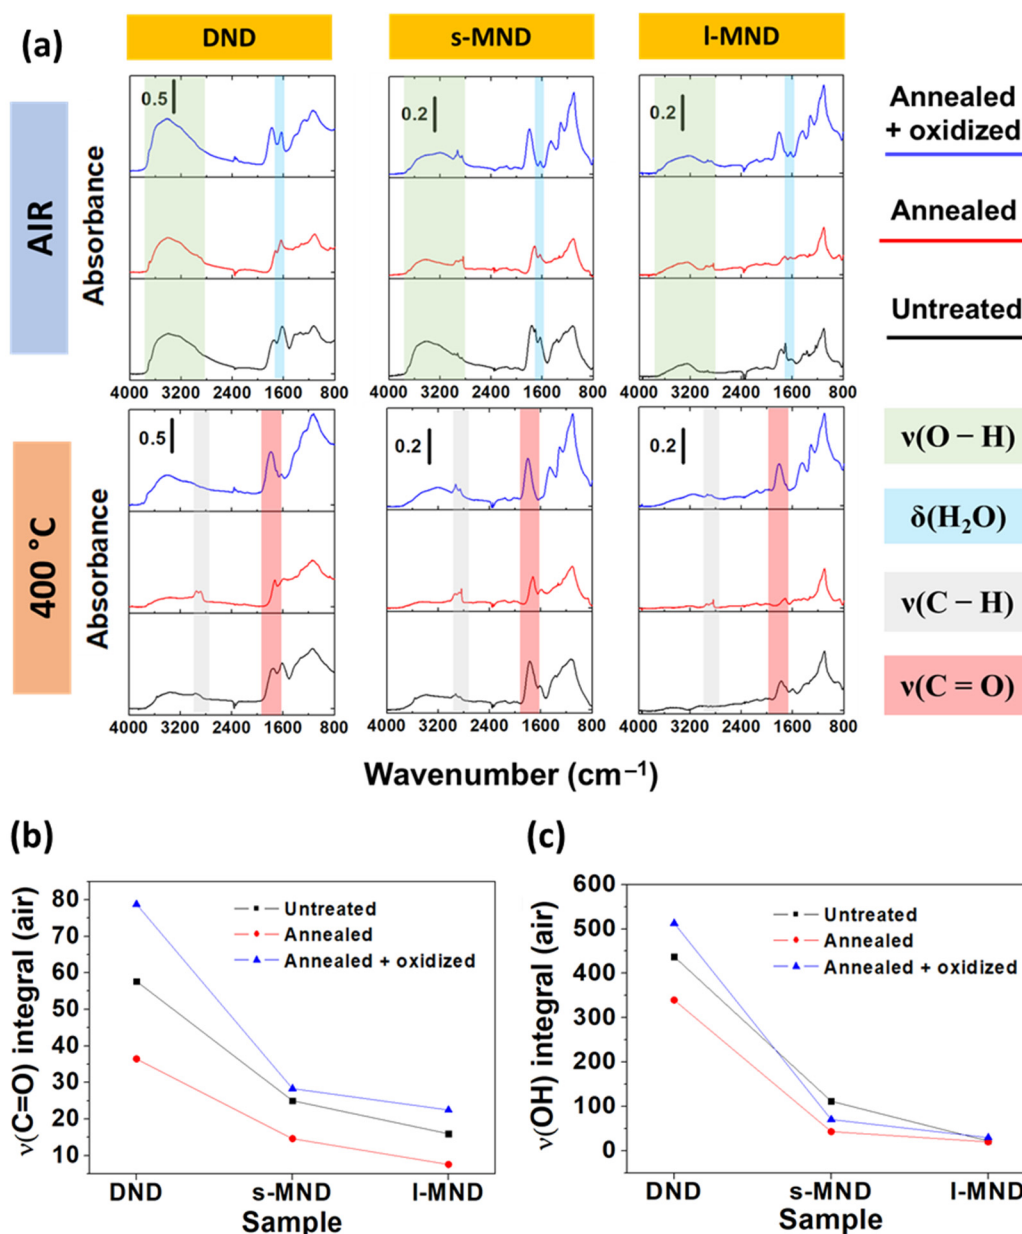 (a)
DND
s-MND
l-MND
AIR
Absorbance
0.5
0.2
0.2
4000 3200 2400 1600 800
4000 3200 2400 1600 800
4000 3200 2400 1600 800
400 °C
Absorbance
0.5
0.2
0.2
4000 3200 2400 1600 800
4000 3200 2400 1600 800
4000 3200 2400 1600 800
Wavenumber (cm⁻¹)
Annealed
+ oxidized
Annealed
Untreated
ν(O − H)
δ(H₂O)
ν(C − H)
ν(C = O)
(b)
ν(C=O) integral (air)
80
70
60
50
40
30
20
10
Untreated
Annealed
Annealed + oxidized
DND s-MND l-MND
Sample
(c)
ν(OH) integral (air)
600
500
400
300
200
100
0
Untreated
Annealed
Annealed + oxidized
DND s-MND l-MND
Sample